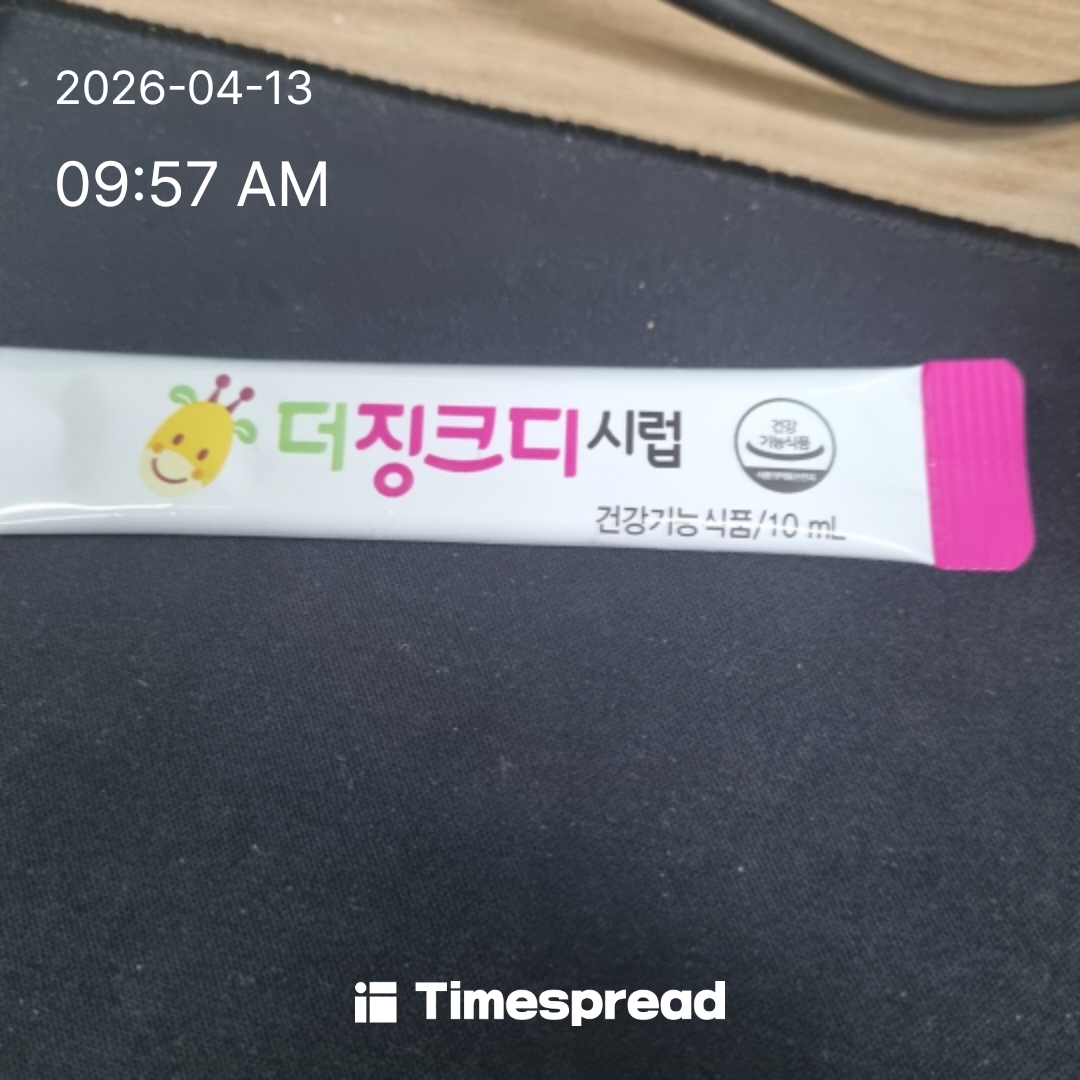 2026-04-13
09:57 AM
더징크디시럽
건강
기능식품
건강기능식품/10 mL
Timespread